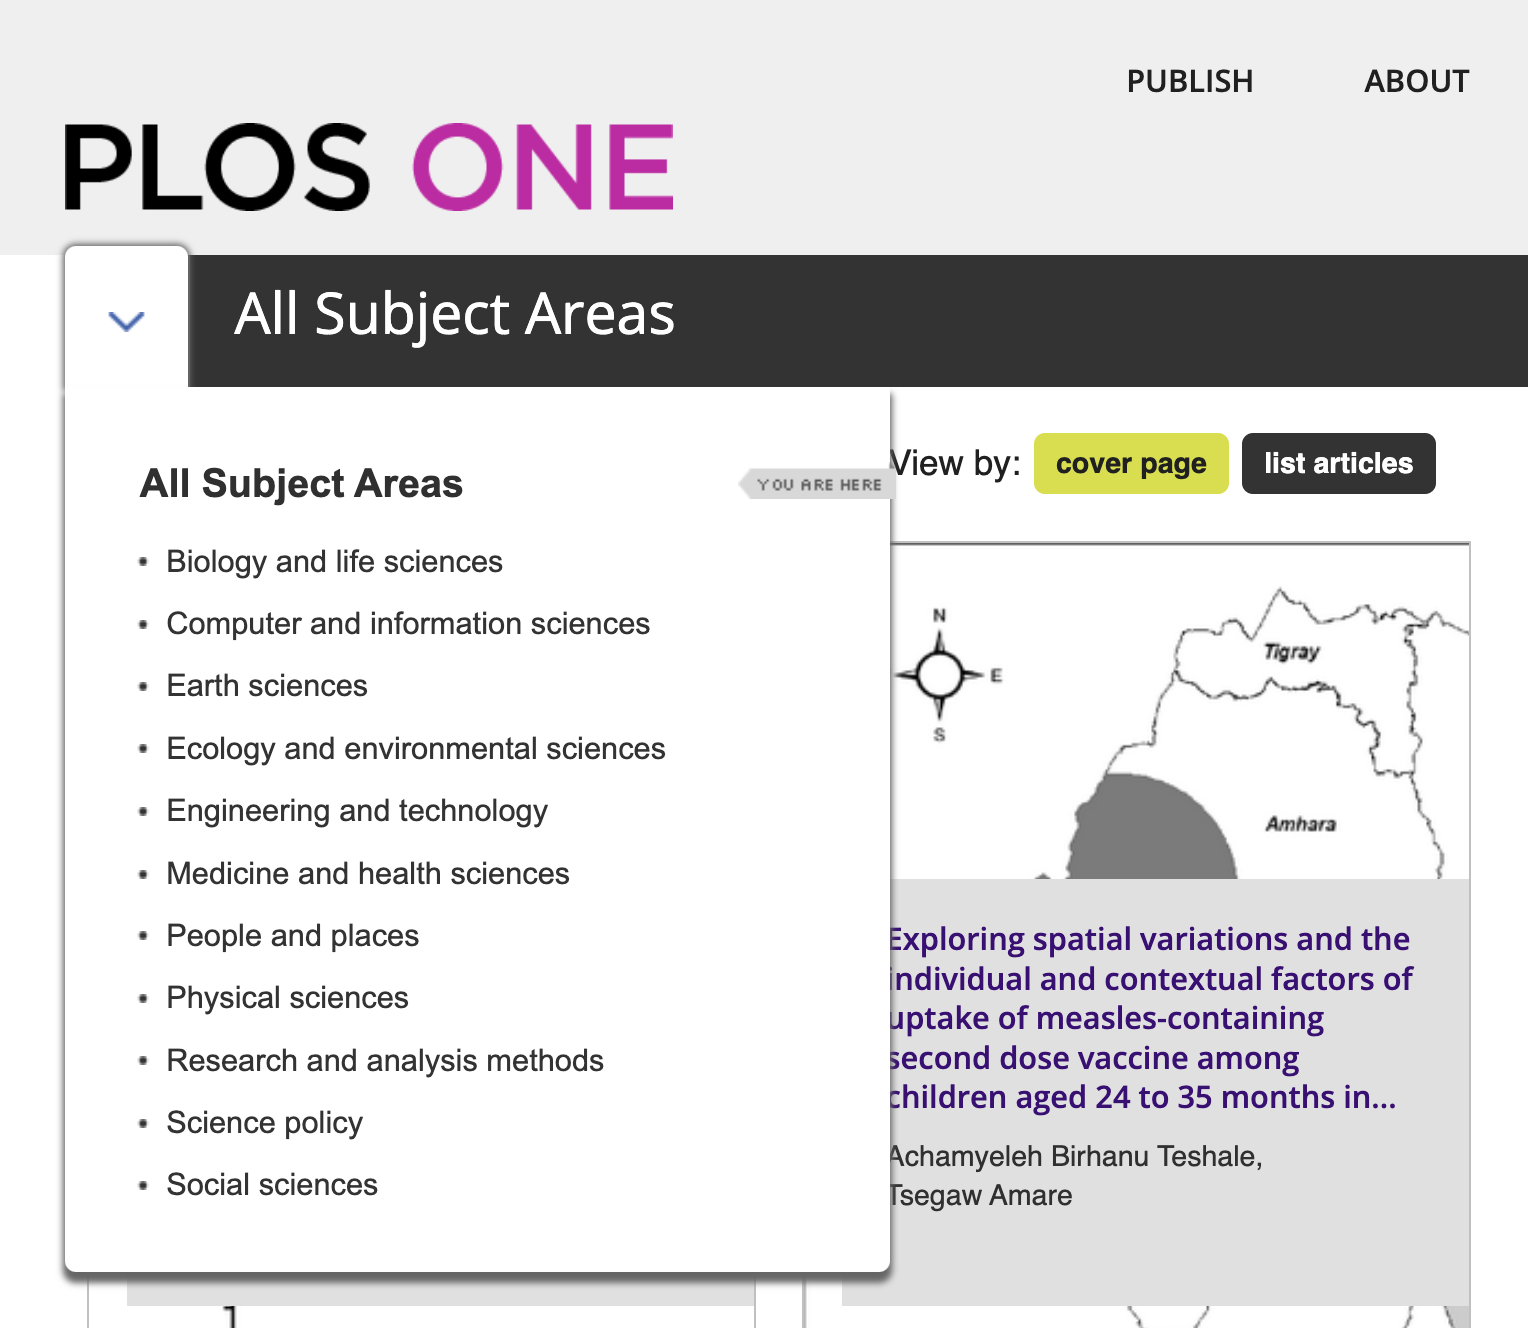 PUBLISH ABOUT
PLOS ONE
All Subject Areas
All Subject Areas
YOU ARE HERE
Biology and life sciences
Computer and information sciences
Earth sciences
Ecology and environmental sciences
Engineering and technology
Medicine and health sciences
People and places
Physical sciences
Research and analysis methods
Science policy
Social sciences
View by: cover page list articles
N
E
S
Tigray
Amhara
Exploring spatial variations and the
individual and contextual factors of
uptake of measles-containing
second dose vaccine among
children aged 24 to 35 months in...
Achamyeleh Birhanu Teshale,
Tsegaw Amare
1